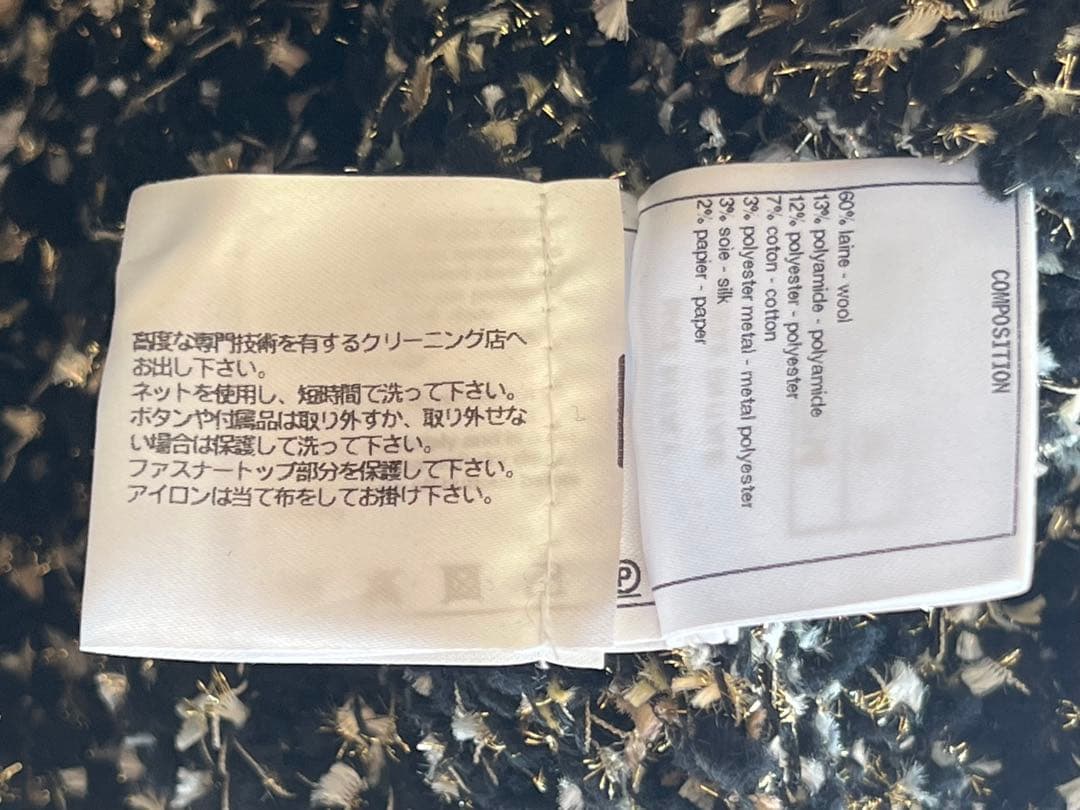 高度な専門技術を有するクリーニング店へ
お出し下さい。
ネットを使用し、短時間で洗って下さい。
ボタンや付属品は取り外すか、取り外せな
い場合は保護して洗って下さい。
ファスナートップ部分を保護して下さい。
アイロンは当て布をしてお掛け下さい。
P
COMPOSITION
60% laine - wool
13% polyamide - polyamide
12% polyester - polyester
7% coton - cotton
3% polyester metal - metal polyester
3% soie - silk
2% papier - paper